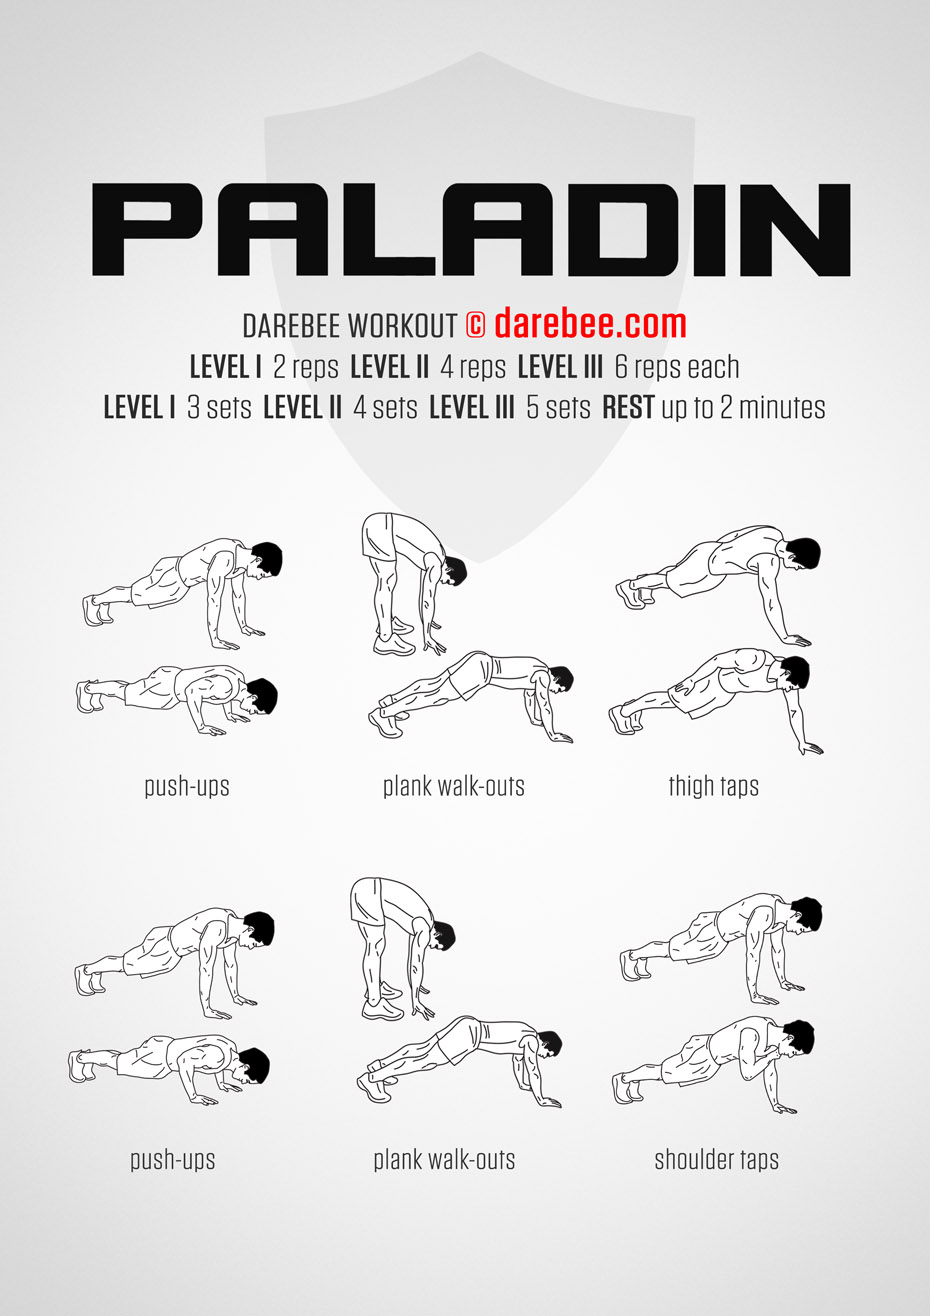 PALADIN
DAREBEE WORKOUT © darebee.com
LEVEL I 2 reps LEVEL II 4 reps LEVEL III 6 reps each
LEVEL I 3 sets LEVEL II 4 sets LEVEL III 5 sets REST up to 2 minutes
push-ups
plank walk-outs
thigh taps
push-ups
plank walk-outs
shoulder taps